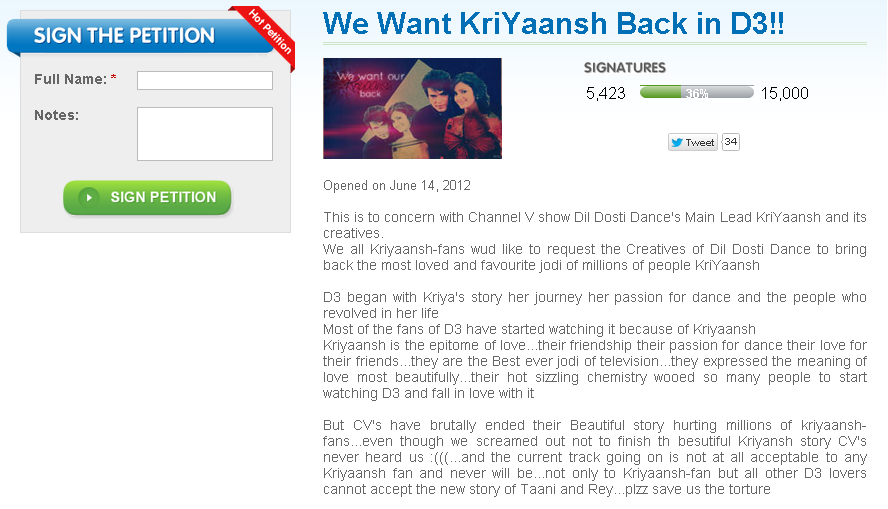 SIGN THE PETITION
Hot Petition
Full Name: *
Notes:
SIGN PETITION
We Want KriYaansh Back in D3!!
We want our
back
SIGNATURES
5,423 36% 15,000
Tweet 34
Opened on June 14, 2012
This is to concern with Channel V show Dil Dosti Dance's Main Lead KriYaansh and its
creatives.
We all Kriyaansh-fans wud like to request the Creatives of Dil Dosti Dance to bring
back the most loved and favourite jodi of millions of people KriYaansh
D3 began with Kriya's story her journey her passion for dance and the people who
revolved in her life
Most of the fans of D3 have started watching it because of Kriyaansh
Kriyaansh is the epitome of love...their friendship their passion for dance their love for
their friends...they are the Best ever jodi of television...they expressed the meaning of
love most beautifully...their hot sizzling chemistry wooed so many people to start
watching D3 and fall in love with it
But CV's have brutally ended their Beautiful story hurting millions of kriyaansh-
fans...even though we screamed out not to finish th besutiful Kriyansh story CV's
never heard us :(((...and the current track going on is not at all acceptable to any
Kriyaansh fan and never will be...not only to Kriyaansh-fan but all other D3 lovers
cannot accept the new story of Taani and Rey...plzz save us the torture